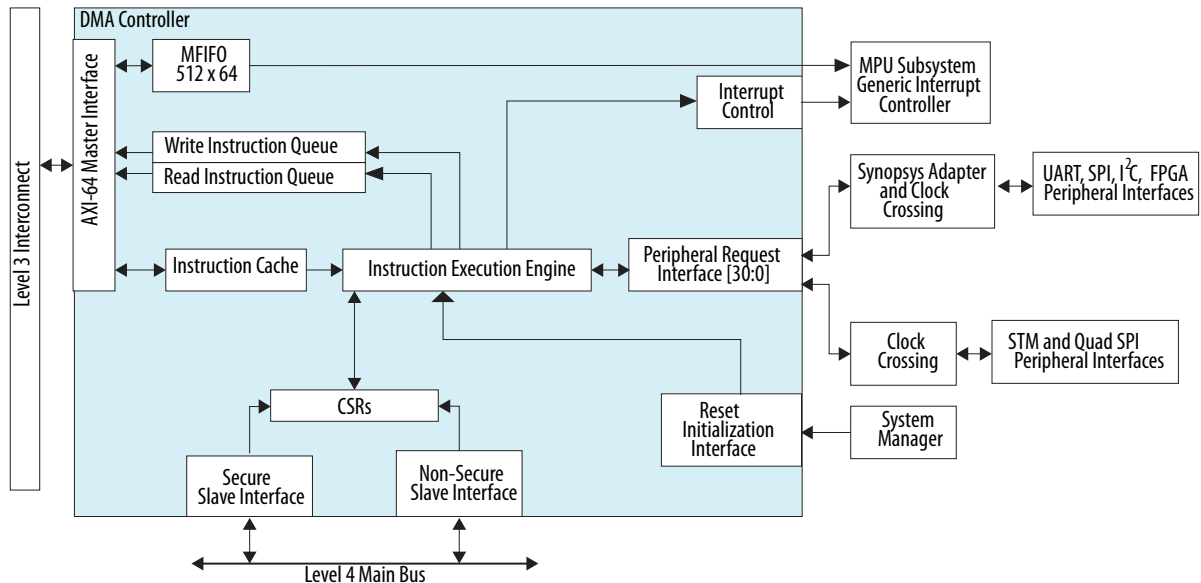 DMA Controller
MFIFO
512 x 64
MPU Subsystem
Generic Interrupt
Controller
Interrupt
Control
Write Instruction Queue
Read Instruction Queue
AXI-64 Master Interface
Level 3 Interconnect
Synopsys Adapter
and Clock
Crossing
UART, SPI, I²C, FPGA
Peripheral Interfaces
Instruction Cache
Instruction Execution Engine
Peripheral Request
Interface [30:0]
Clock
Crossing
STM and Quad SPI
Peripheral Interfaces
CSRs
Reset
Initialization
Interface
System
Manager
Secure
Slave Interface
Non-Secure
Slave Interface
Level 4 Main Bus